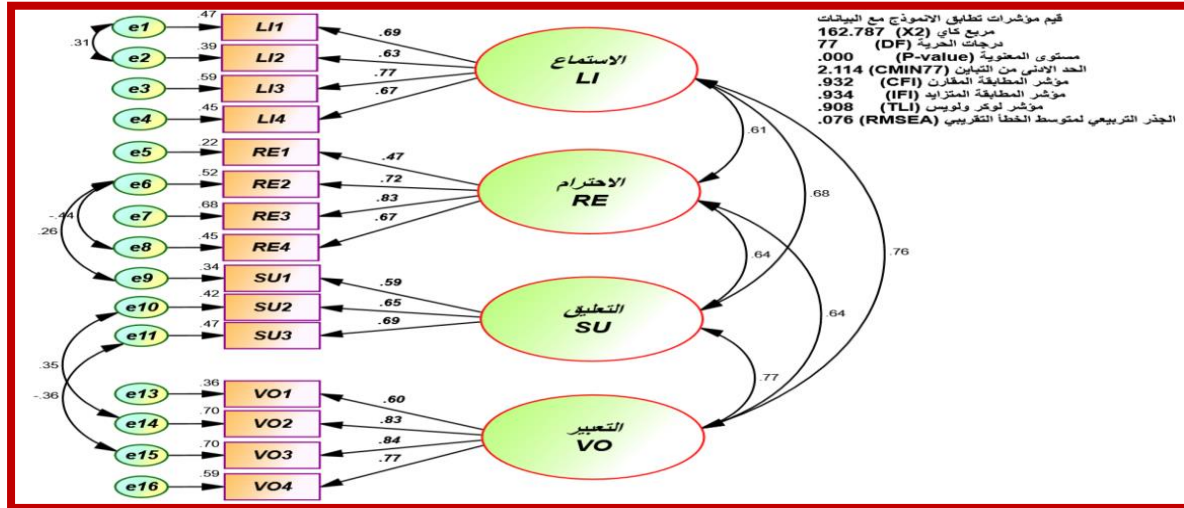 قيم مؤشرات تطابق الانموذج مع البيانات
مربع كاي (X2) 162.787
درجات الحرية (DF) 77
مستوى المعنوية (P-value) .000
الحد الادنى من التباين (CMIN77) 2.114
مؤشر المطابقة المقارن (CFI) .932
مؤشر المطابقة المتزايد (IFI) .934
مؤشر لوكر ولويس (TLI) .908
الجذر التربيعي لمتوسط الخطأ التقريبي (RMSEA) .076
e1 .47 LI1 .69
e2 .39 LI2 .63
e3 .59 LI3 .77
e4 .45 LI4 .67
.31
الاستماع
LI
e5 .22 RE1 .47
e6 .52 RE2 .72
e7 .68 RE3 .83
e8 .45 RE4 .67
-.44
.26
الاحترام
RE
e9 .34 SU1 .59
e10 .42 SU2 .65
e11 .47 SU3 .69
التعليق
SU
.35
-.36
e13 .36 VO1 .60
e14 .70 VO2 .83
e15 .70 VO3 .84
e16 .59 VO4 .77
التعبير
VO
.61
.68
.76
.64
.64
.77